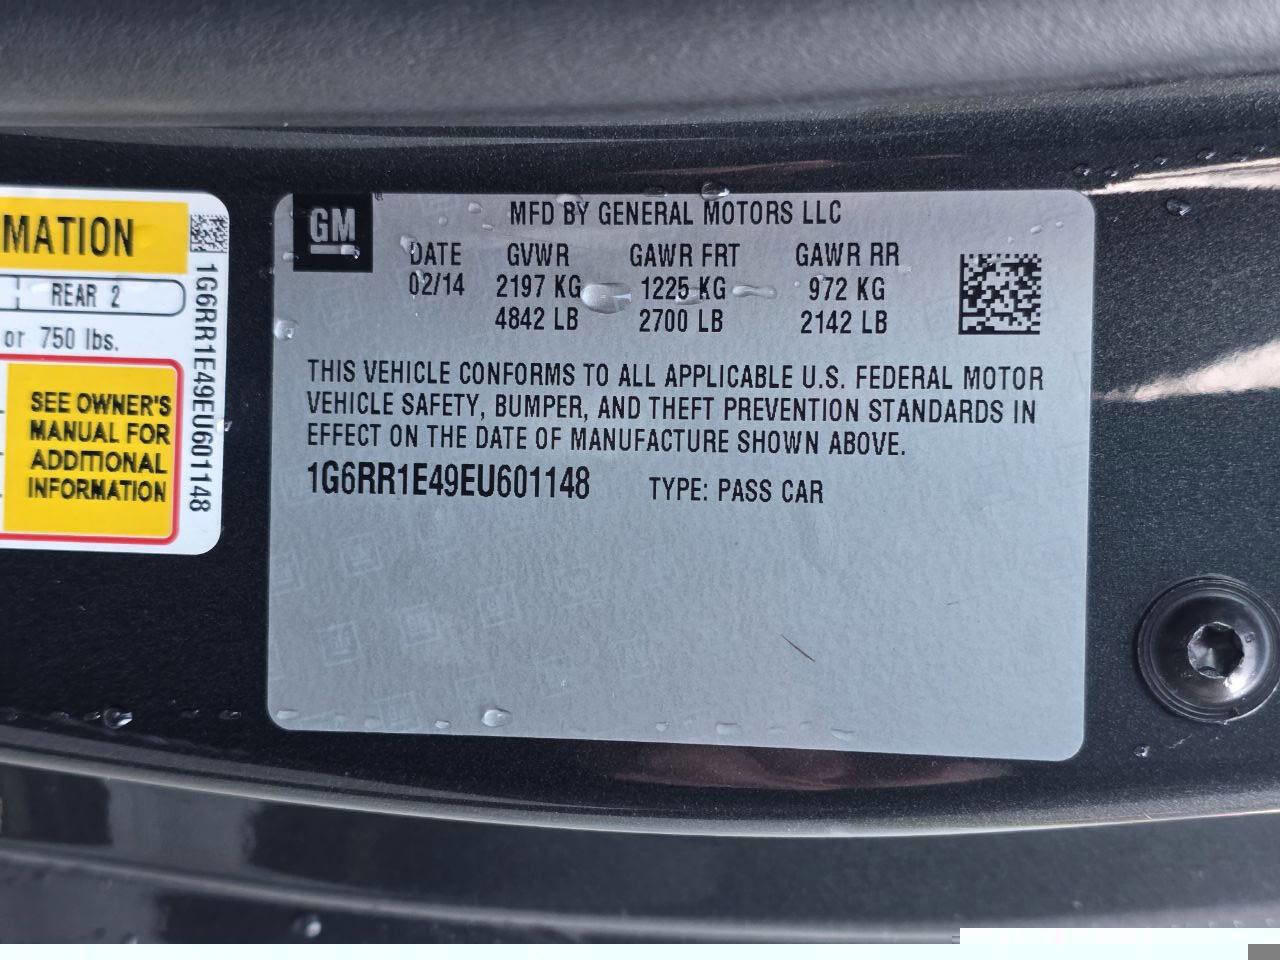 MATION
REAR 2
or 750 lbs.
SEE OWNER'S
MANUAL FOR
ADDITIONAL
INFORMATION
1G6RR1E49EU601148
GM
MFD BY GENERAL MOTORS LLC
DATE GVWR GAWR FRT GAWR RR
02/14 2197 KG 1225 KG 972 KG
4842 LB 2700 LB 2142 LB
THIS VEHICLE CONFORMS TO ALL APPLICABLE U.S. FEDERAL MOTOR
VEHICLE SAFETY, BUMPER, AND THEFT PREVENTION STANDARDS IN
EFFECT ON THE DATE OF MANUFACTURE SHOWN ABOVE.
1G6RR1E49EU601148 TYPE: PASS CAR